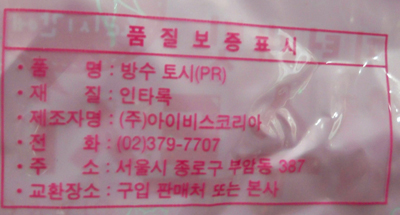 품질보증표시
· 품 명 : 방수 토시(PR)
· 재 질 : 인타록
· 제조자명 : (주)아이비스코리아
· 전 화 : (02)379-7707
· 주 소 : 서울시 종로구 부암동 387
· 교환장소 : 구입 판매처 또는 본사